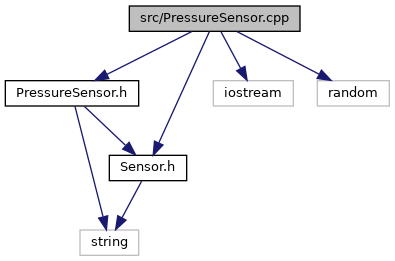 src/PressureSensor.cpp
PressureSensor.h
iostream
random
Sensor.h
string